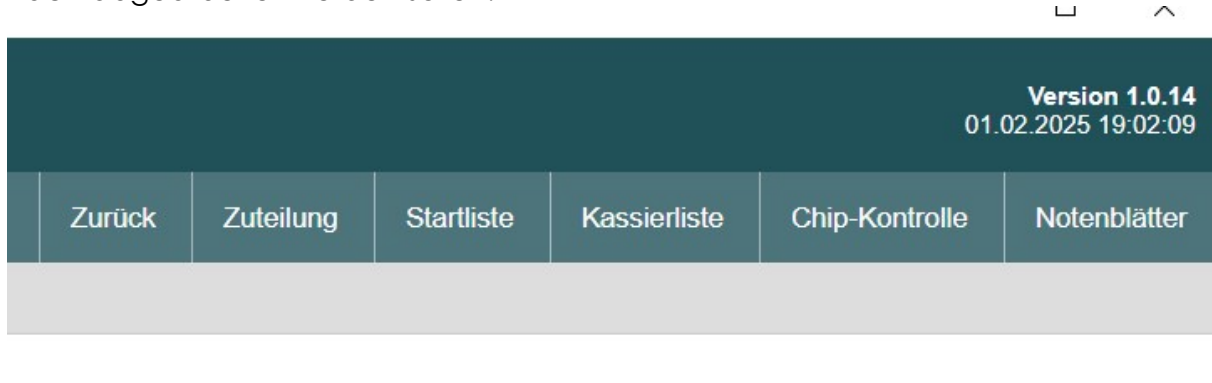 Version 1.0.14
01.02.2025 19:02:09
Zurück Zuteilung Startliste Kassierliste Chip-Kontrolle Notenblätter